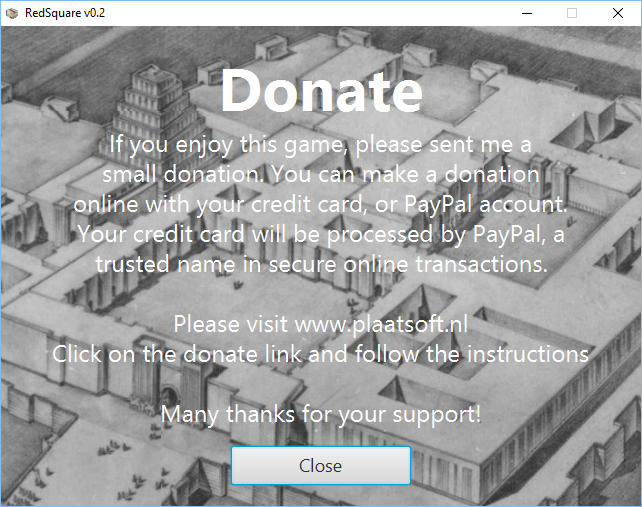 RedSquare v0.2
Donate
If you enjoy this game, please sent me a
small donation. You can make a donation
online with your credit card, or PayPal account.
Your credit card will be processed by PayPal, a
trusted name in secure online transactions.
Please visit www.plaatsoft.nl
Click on the donate link and follow the instructions
Many thanks for your support!
Close